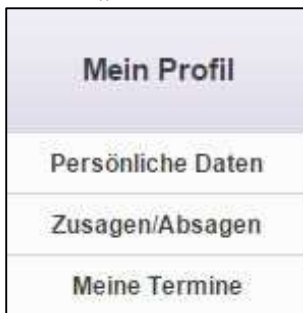 Mein Profil
Persönliche Daten
Zusagen/Absagen
Meine Termine